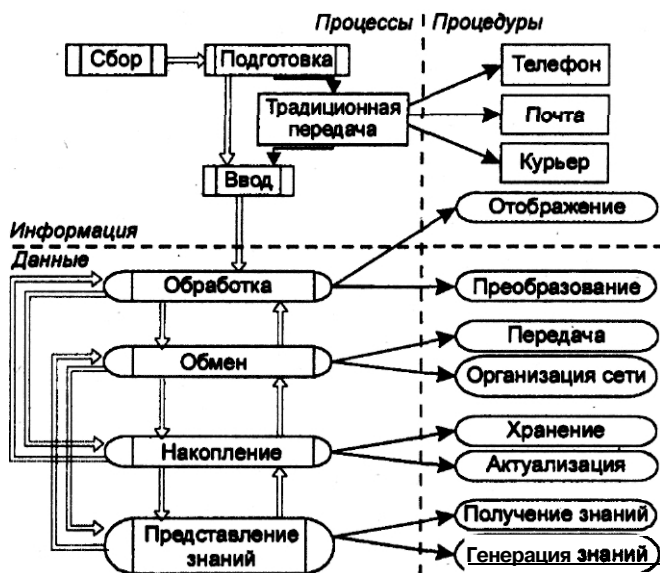 Процессы
Процедуры
Сбор
Подготовка
Телефон
Традиционная
передача
Почта
Курьер
Ввод
Отображение
Информация
Данные
Обработка
Преобразование
Передача
Обмен
Организация сети
Хранение
Накопление
Актуализация
Получение знаний
Представление
знаний
Генерация знаний